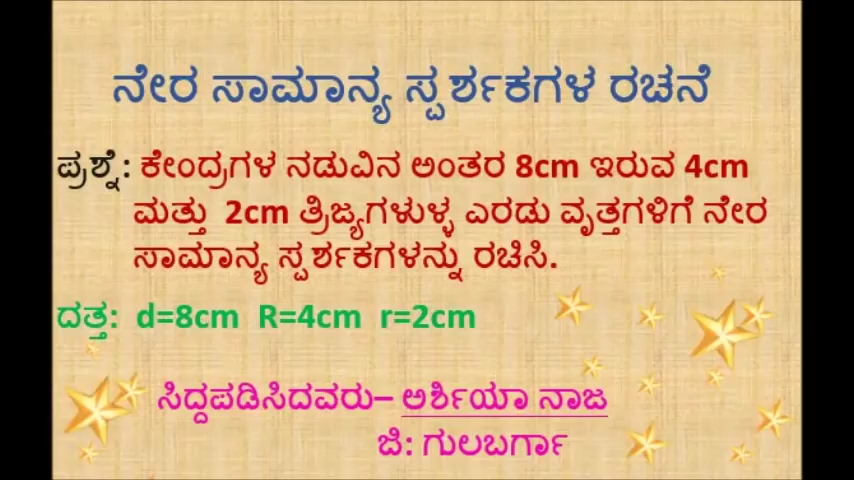 ನೇರ ಸಾಮಾನ್ಯ ಸ್ಪರ್ಶಕಗಳ ರಚನೆ
ಪ್ರಶ್ನೆ: ಕೇಂದ್ರಗಳ ನಡುವಿನ ಅಂತರ 8cm ಇರುವ 4cm
ಮತ್ತು 2cm ತ್ರಿಜ್ಯಗಳುಳ್ಳ ಎರಡು ವೃತ್ತಗಳಿಗೆ ನೇರ
ಸಾಮಾನ್ಯ ಸ್ಪರ್ಶಕಗಳನ್ನು ರಚಿಸಿ.
ದತ್ತ: d=8cm R=4cm r=2cm
ಸಿದ್ದಪಡಿಸಿದವರು– ಅರ್ಶಿಯಾ ನಾಜ
ಜಿ: ಗುಲಬರ್ಗಾ